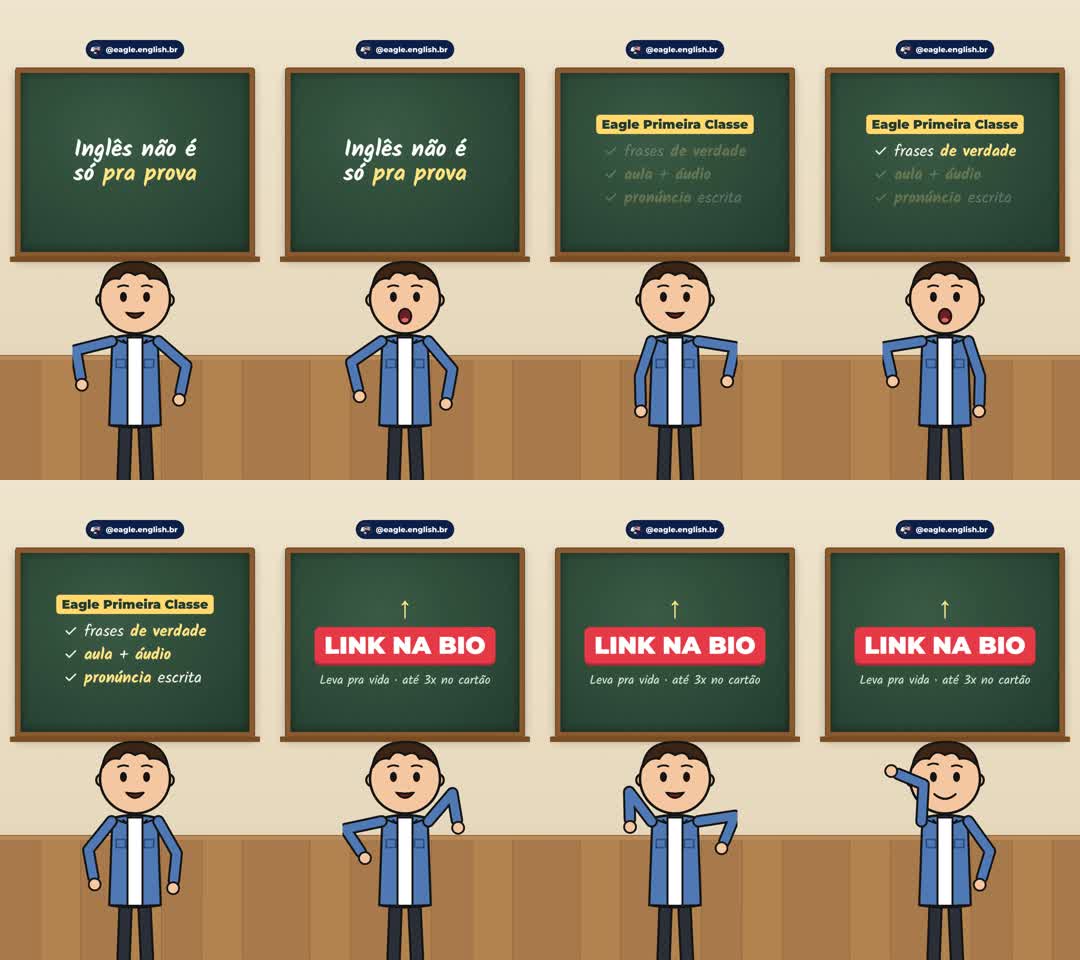 @eagle.english.br
Inglês não é
só pra prova
@eagle.english.br
Inglês não é
só pra prova
@eagle.english.br
Eagle Primeira Classe
✓ frases de verdade
✓ aula + áudio
✓ pronúncia escrita
@eagle.english.br
Eagle Primeira Classe
✓ frases de verdade
✓ aula + áudio
✓ pronúncia escrita
@eagle.english.br
Eagle Primeira Classe
✓ frases de verdade
✓ aula + áudio
✓ pronúncia escrita
@eagle.english.br
↑
LINK NA BIO
Leva pra vida · até 3x no cartão
@eagle.english.br
↑
LINK NA BIO
Leva pra vida · até 3x no cartão
@eagle.english.br
↑
LINK NA BIO
Leva pra vida · até 3x no cartão